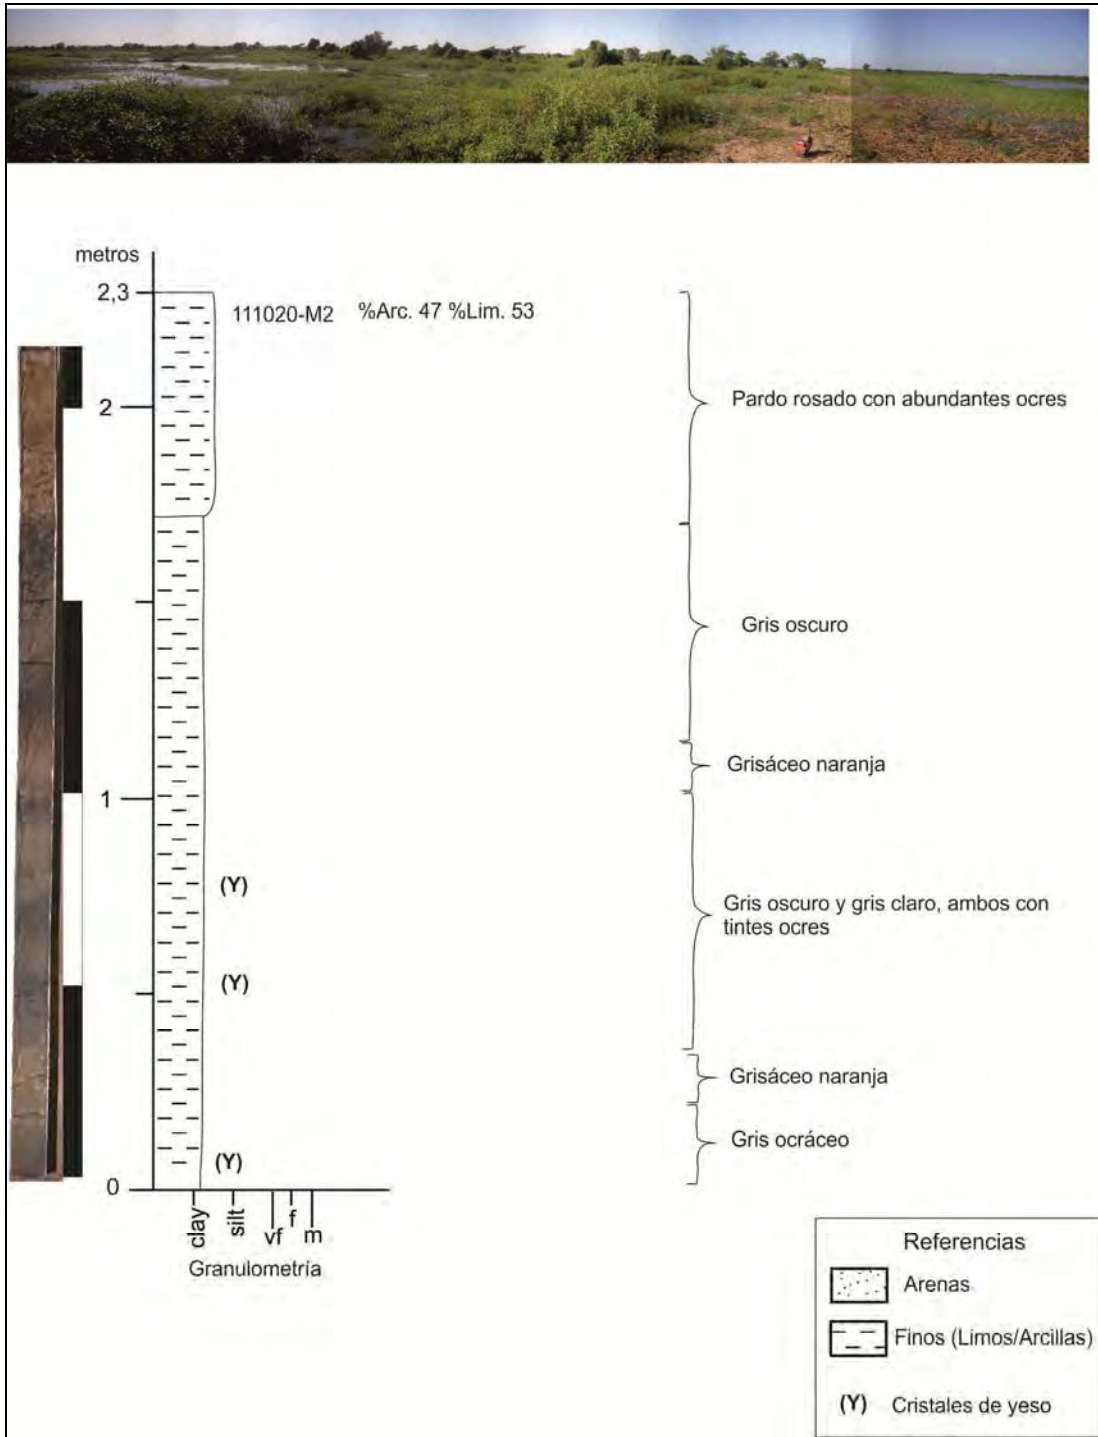 metros
2,3
111020-M2 %Arc. 47 %Lim. 53
2
Pardo rosado con abundantes ocres
Gris oscuro
Grisáceo naranja
1
(Y)
Gris oscuro y gris claro, ambos con
tintes ocres
(Y)
Grisáceo naranja
Gris ocráceo
(Y)
0
clay
silt
vf
f
m
Granulometría
Referencias
Arenas
Finos (Limos/Arcillas)
(Y) Cristales de yeso